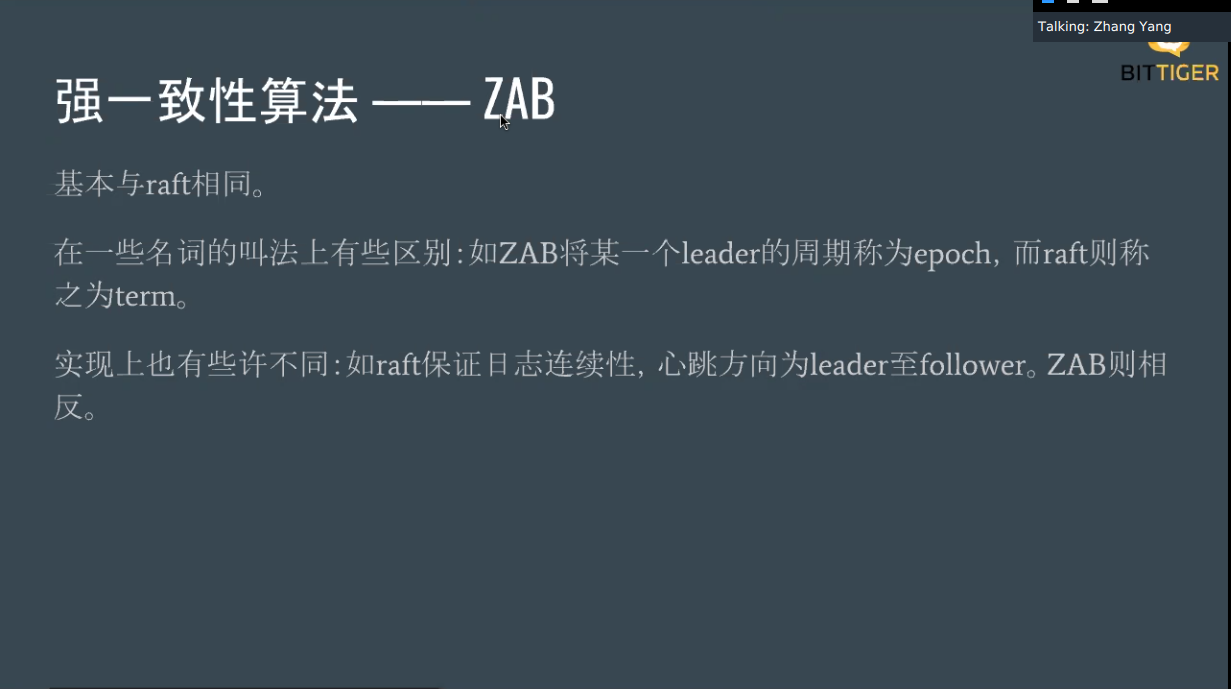 Talking: Zhang Yang
BITTIGER
强一致性算法 —— ZAB
基本与raft相同。
在一些名词的叫法上有些区别：如ZAB将某一个leader的周期称为epoch，而raft则称
之为term。
实现上也有些许不同：如raft保证日志连续性，心跳方向为leader至follower。ZAB则相
反。